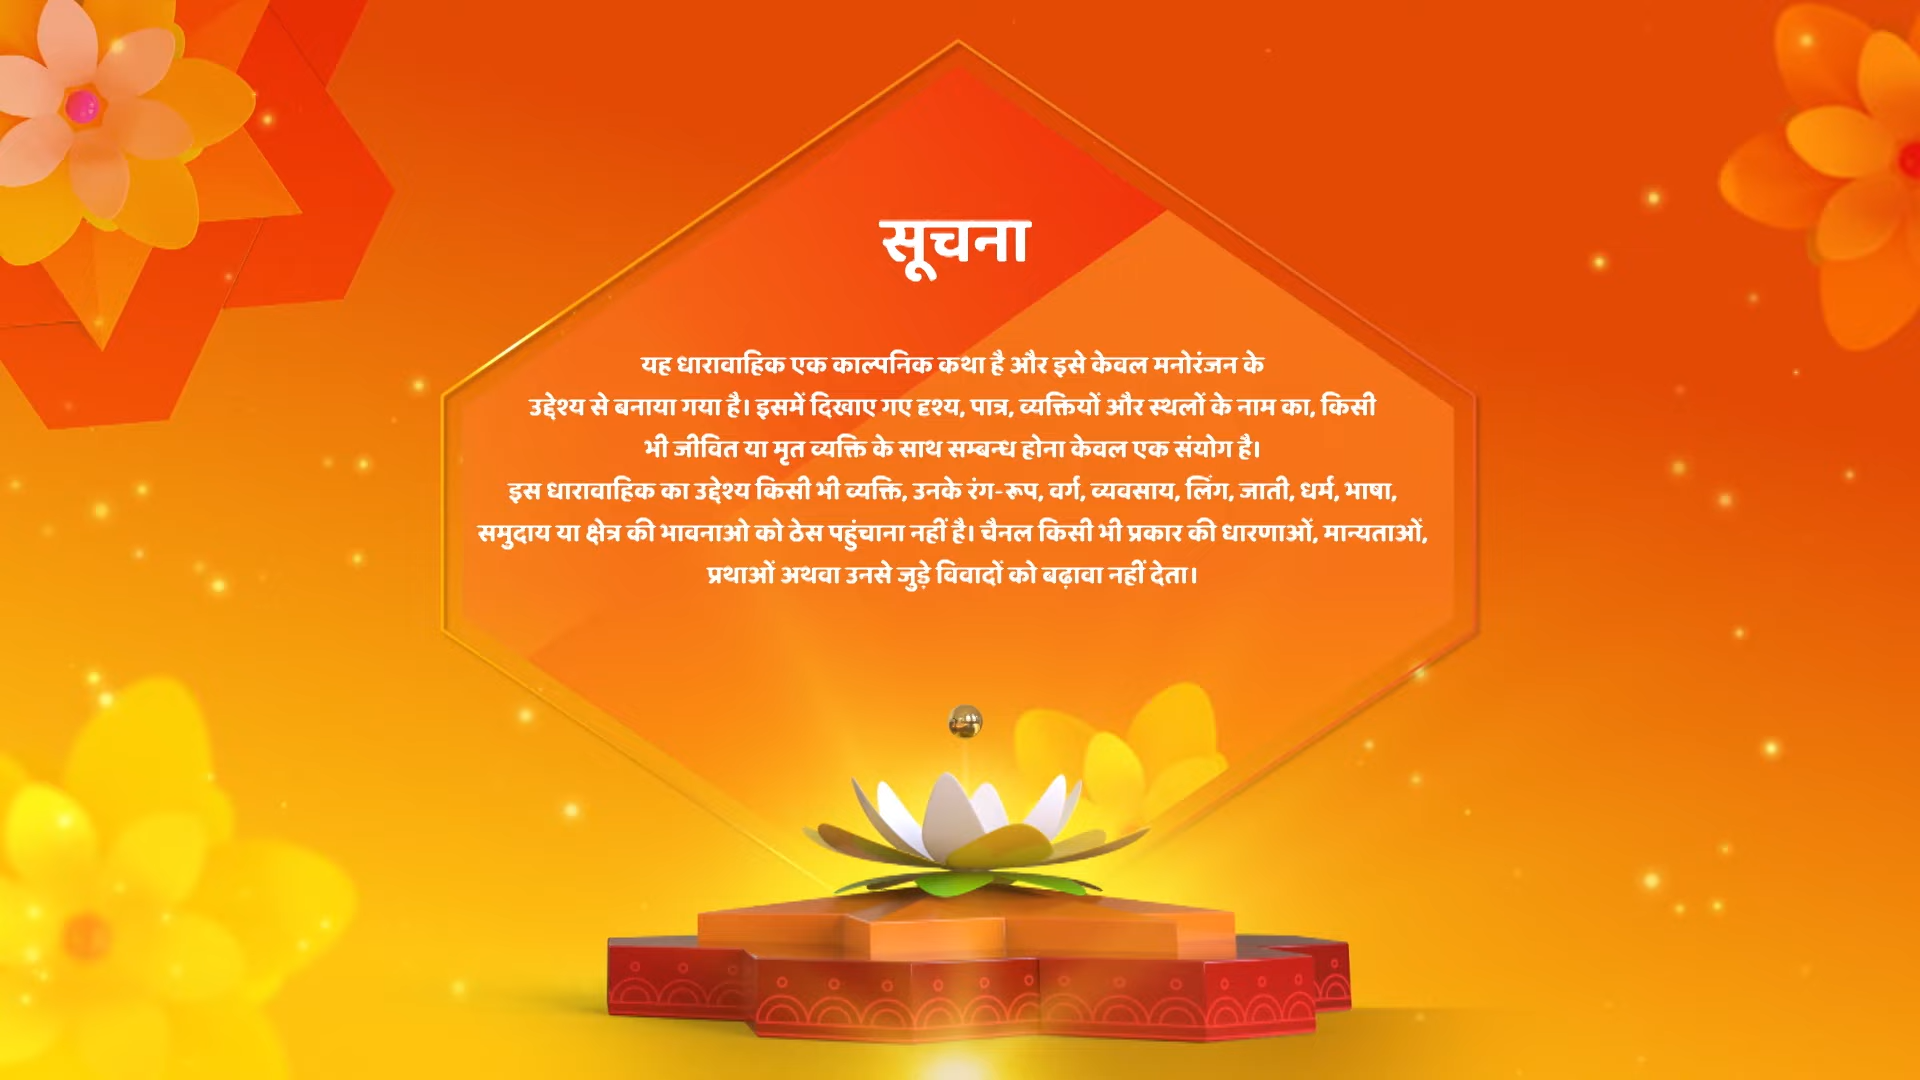 सूचना
यह धारावाहिक एक काल्पनिक कथा है और इसे केवल मनोरंजन के
उद्देश्य से बनाया गया है। इसमें दिखाए गए दृश्य, पात्र, व्यक्तियों और स्थलों के नाम का, किसी
भी जीवित या मृत व्यक्ति के साथ सम्बन्ध होना केवल एक संयोग है।
इस धारावाहिक का उद्देश्य किसी भी व्यक्ति, उनके रंग-रूप, वर्ग, व्यवसाय, लिंग, जाती, धर्म, भाषा,
समुदाय या क्षेत्र की भावनाओ को ठेस पहुंचाना नहीं है। चैनल किसी भी प्रकार की धारणाओं, मान्यताओं,
प्रथाओं अथवा उनसे जुड़े विवादों को बढ़ावा नहीं देता।